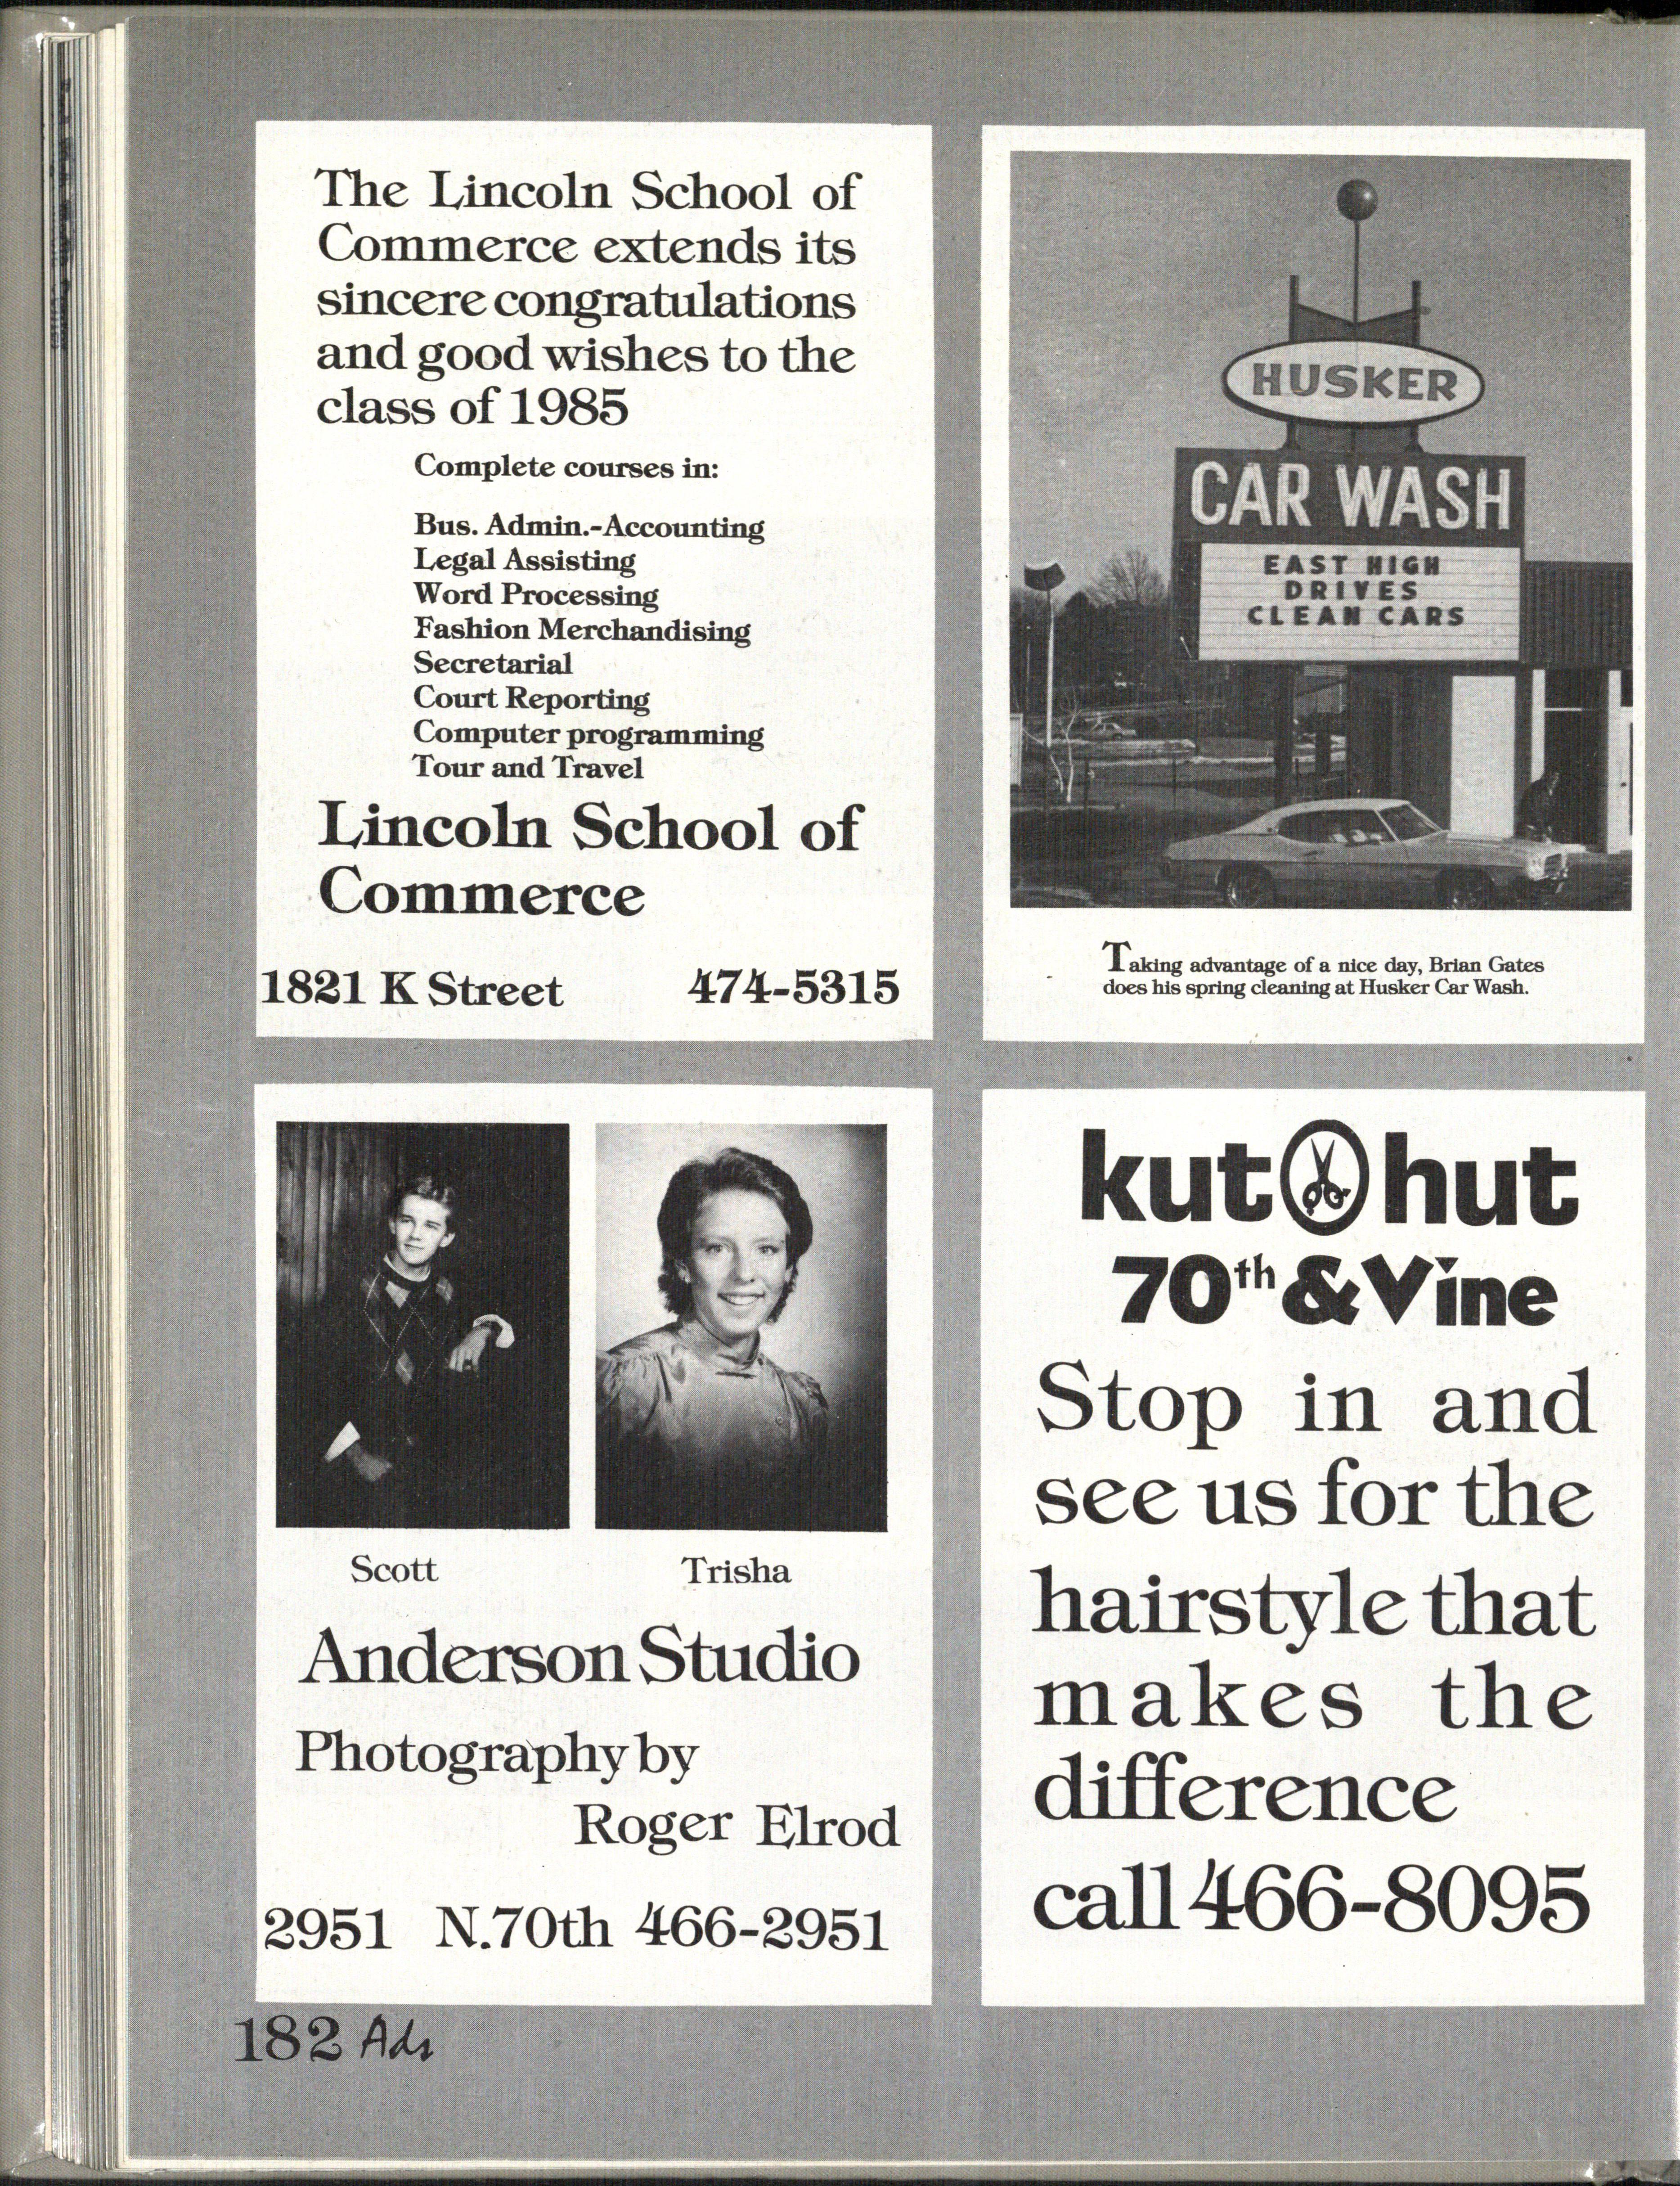 The Lincoln School of
Commerce extends its
sincere congratulations
and good wishes to the
class of 1985
Complete courses in:
Bus. Admin.-Accounting
Legal Assisting
Word Processing
Fashion Merchandising
Secretarial
Court Reporting
Computer programming
Tour and Travel
Lincoln School of
Commerce
1821 K Street 474-5315
HUSKER
CAR WASH
EAST HIGH
DRIVES
CLEAN CARS
Taking advantage of a nice day, Brian Gates
does his spring cleaning at Husker Car Wash.
Scott Trisha
Anderson Studio
Photography by
Roger Elrod
2951 N.70th 466-2951
kut hut
70th & Vine
Stop in and
see us for the
hairstyle that
makes the
difference
call 466-8095
182 Ads